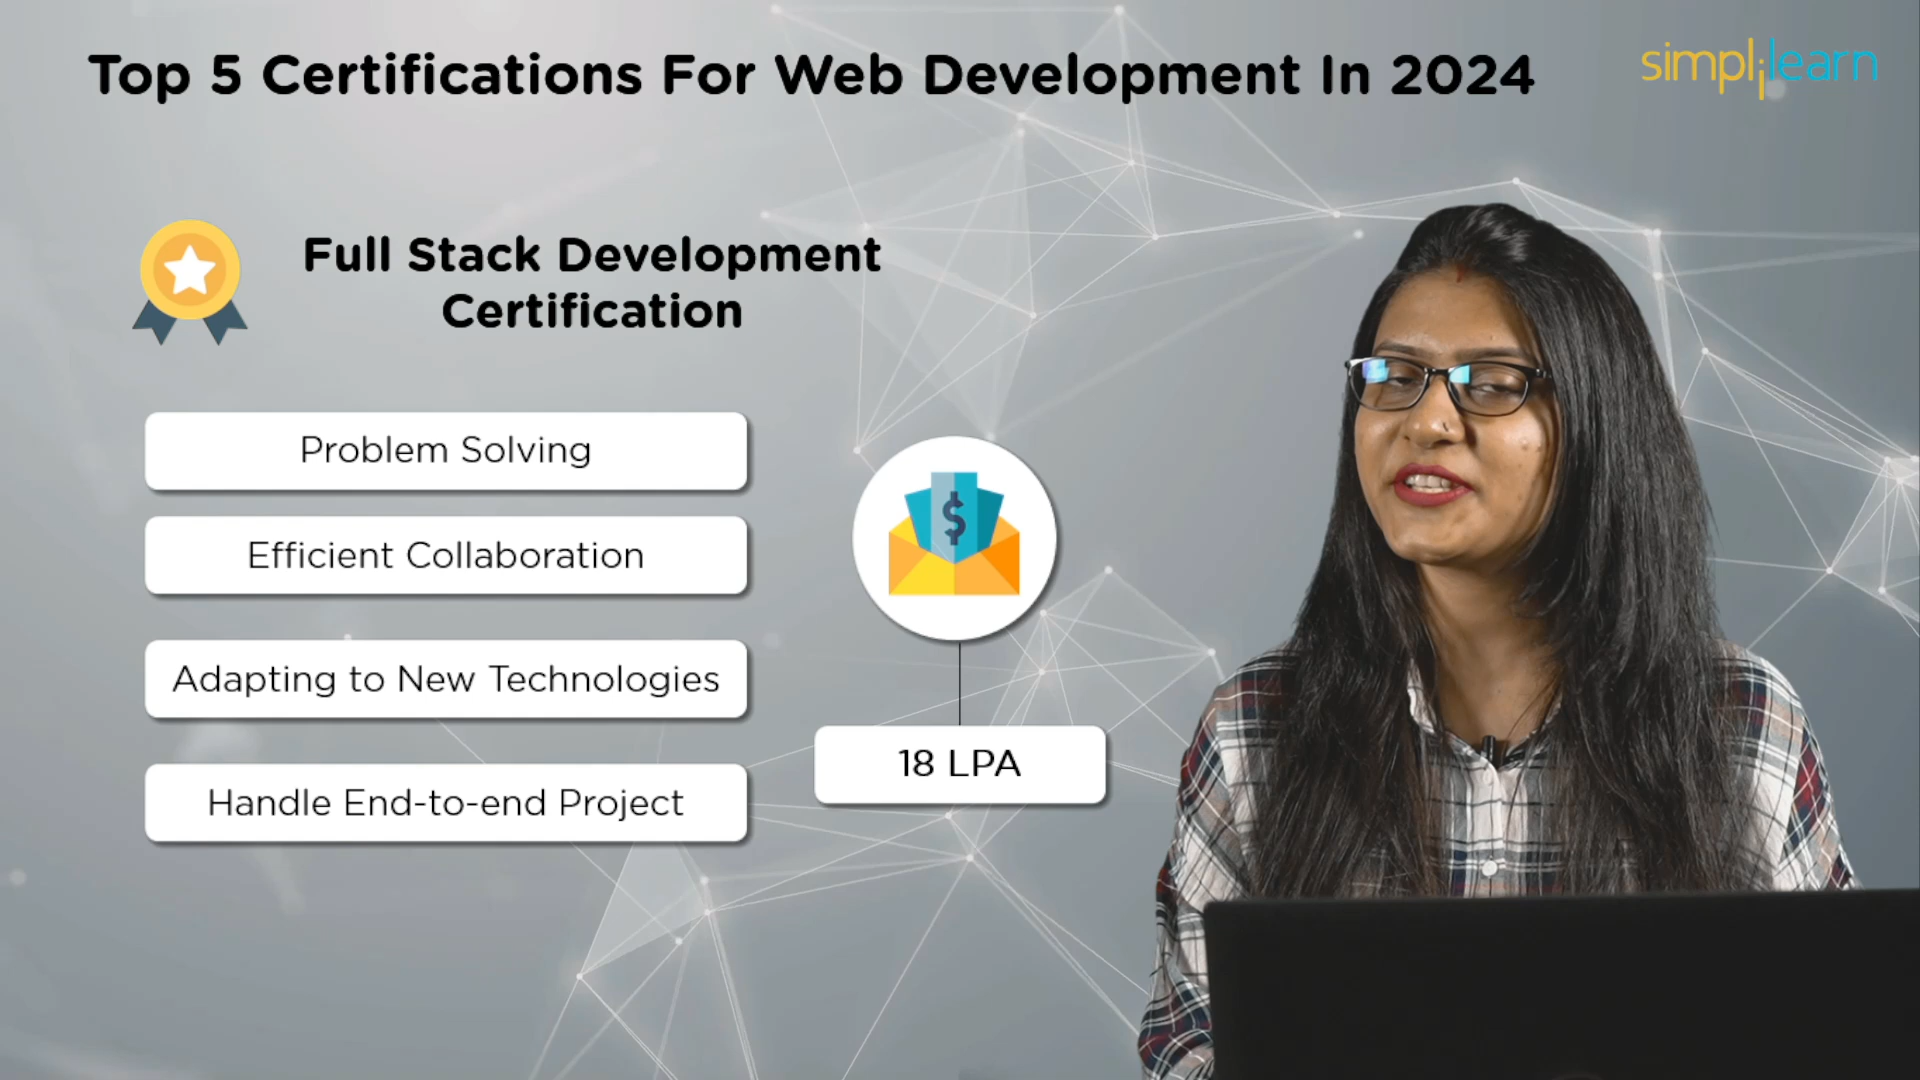 Top 5 Certifications For Web Development In 2024
simplilearn
Full Stack Development
Certification
Problem Solving
Efficient Collaboration
Adapting to New Technologies
Handle End-to-end Project
$
18 LPA